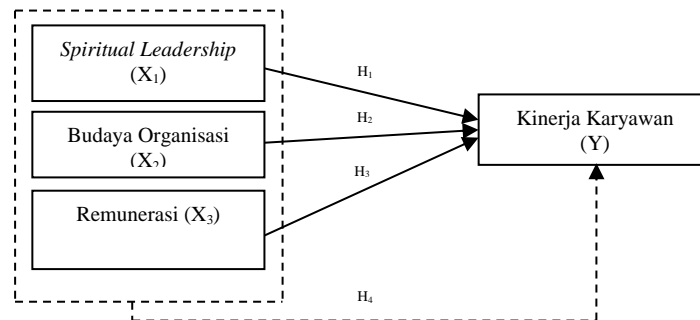 Spiritual Leadership
(X₁)
H₁
Budaya Organisasi
(X₂)
H₂
Kinerja Karyawan
(Y)
H₃
Remunerasi (X₃)
H₄